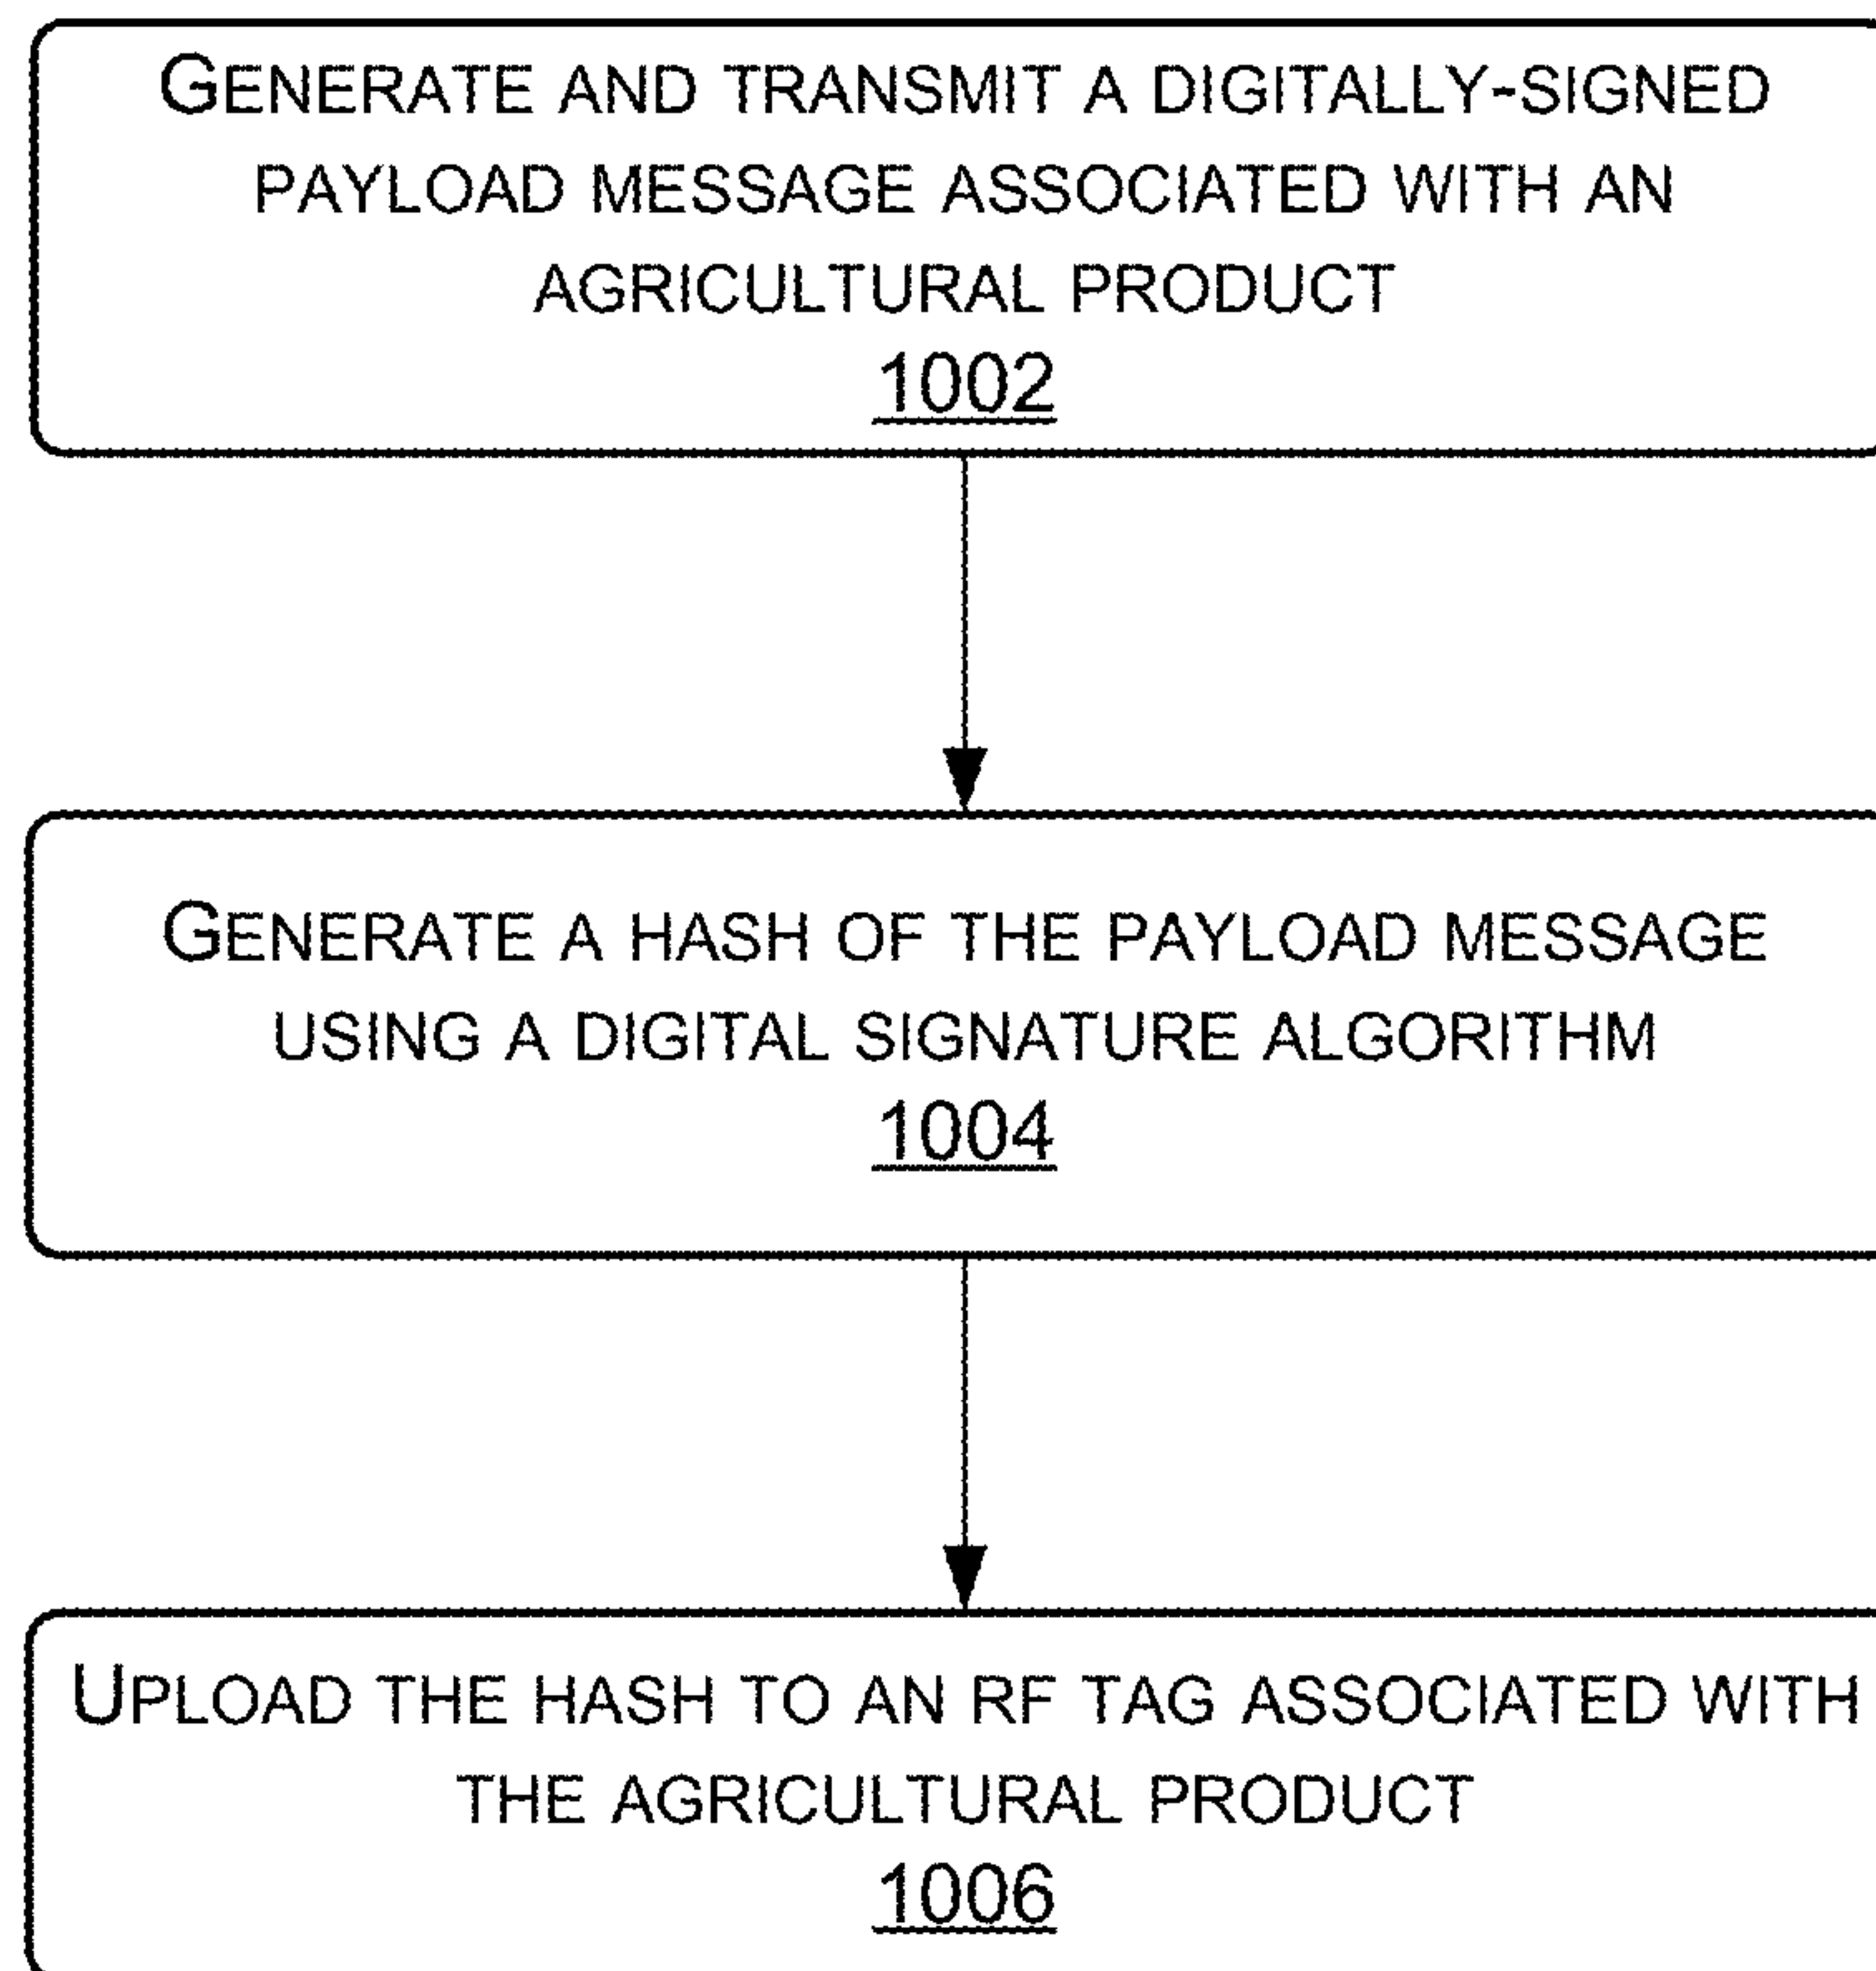 GENERATE AND TRANSMIT A DIGITALLY-SIGNED
PAYLOAD MESSAGE ASSOCIATED WITH AN
AGRICULTURAL PRODUCT
1002
GENERATE A HASH OF THE PAYLOAD MESSAGE
USING A DIGITAL SIGNATURE ALGORITHM
1004
UPLOAD THE HASH TO AN RF TAG ASSOCIATED WITH
THE AGRICULTURAL PRODUCT
1006